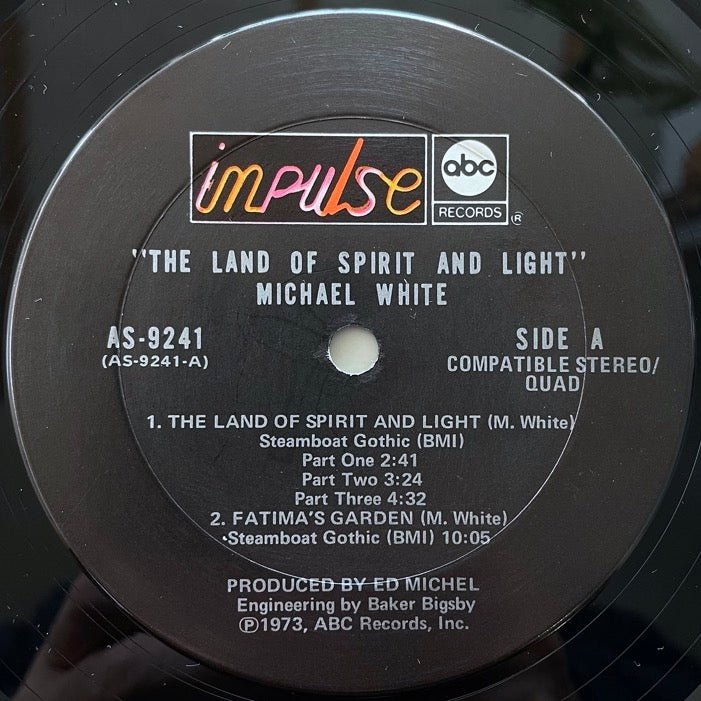 impulse
abc
RECORDS ®
"THE LAND OF SPIRIT AND LIGHT"
MICHAEL WHITE
AS-9241
(AS-9241-A)
SIDE A
COMPATIBLE STEREO/
QUAD
1. THE LAND OF SPIRIT AND LIGHT (M. White)
Steamboat Gothic (BMI)
Part One 2:41
Part Two 3:24
Part Three 4:32
2. FATIMA'S GARDEN (M. White)
Steamboat Gothic (BMI) 10:05
PRODUCED BY ED MICHEL
Engineering by Baker Bigsby
℗1973, ABC Records, Inc.